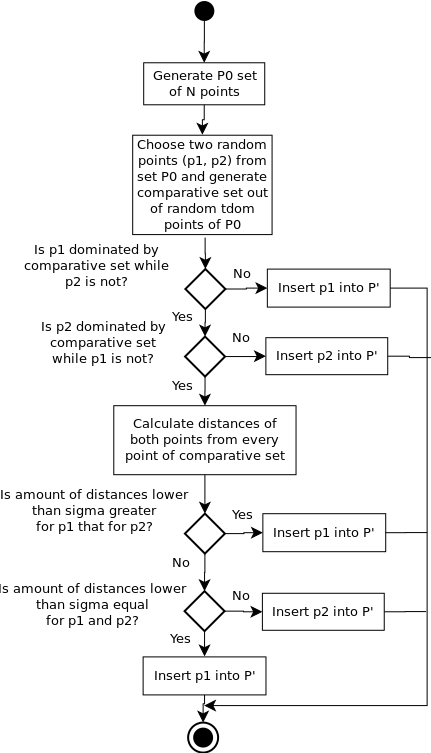 Generate P0 set
of N points
Choose two random
points (p1, p2) from
set P0 and generate
comparative set out
of random tdom
points of P0
Is p1 dominated by
comparative set while
p2 is not?
No
Insert p1 into P'
Yes
Is p2 dominated by
comparative set
while p1 is not?
No
Insert p2 into P'
Yes
Calculate distances of
both points from every
point of comparative set
Is amount of distances lower
than sigma greater
for p1 that for p2?
Yes
Insert p1 into P'
No
Is amount of distances lower
than sigma equal
for p1 and p2?
No
Insert p2 into P'
Yes
Insert p1 into P'